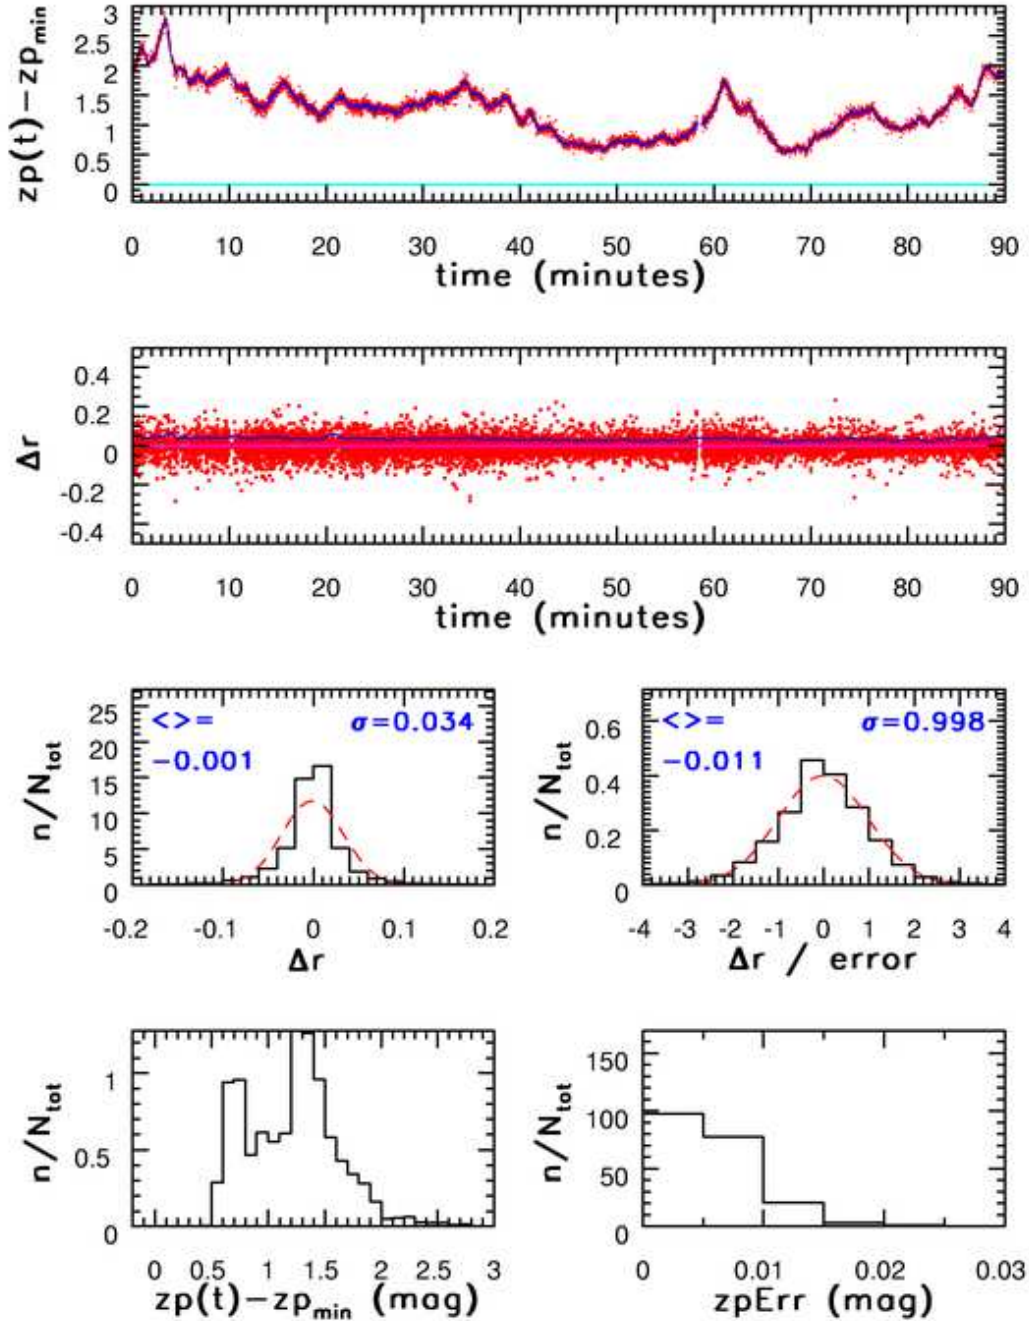 zp(t)−zp_min
2.5
2
1.5
1
0.5
0
0 10 20 30 40 50 60 70 80 90
time (minutes)
Δr
0.4
0.2
0
-0.2
-0.4
0 10 20 30 40 50 60 70 80 90
time (minutes)
n/N_tot
25
20
15
10
5
0
<>= σ=0.034
−0.001
-0.2 -0.1 0 0.1 0.2
Δr
n/N_tot
0.6
0.4
0.2
0
<>= σ=0.998
−0.011
-4 -3 -2 -1 0 1 2 3 4
Δr / error
n/N_tot
1
0.5
0
0 0.5 1 1.5 2 2.5 3
zp(t)−zp_min (mag)
n/N_tot
150
100
50
0
0 0.01 0.02 0.03
zpErr (mag)